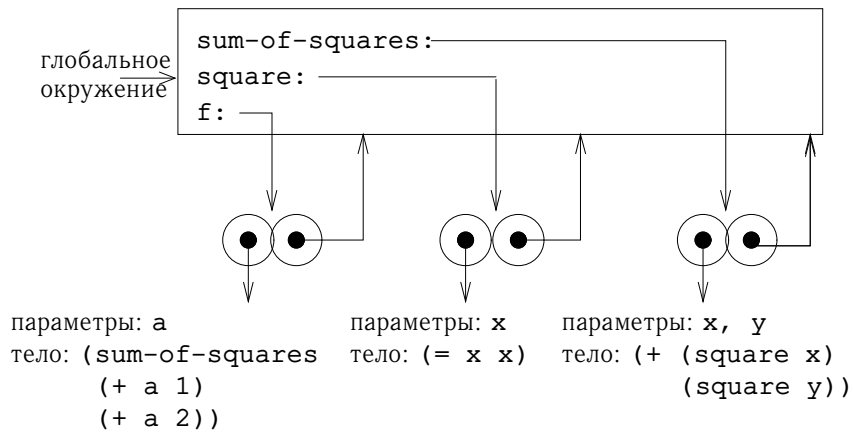 sum-of-squares:
глобальное
окружение
square:
f:
параметры: a
тело: (sum-of-squares
(+ a 1)
(+ a 2))
параметры: x
тело: (= x x)
параметры: x, y
тело: (+ (square x)
(square y))